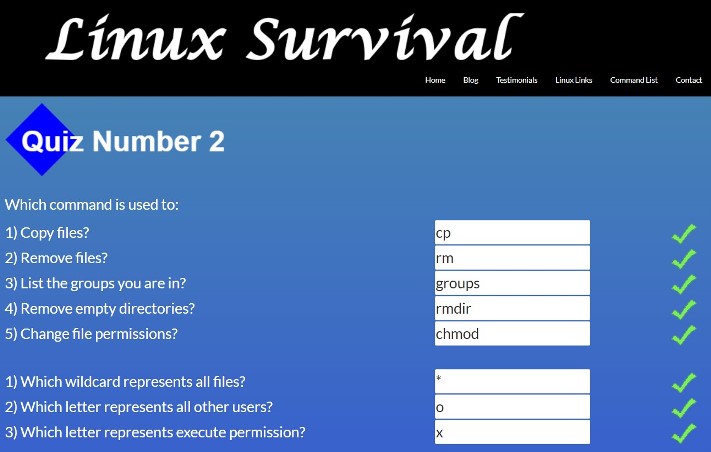 Linux Survival
Home Blog Testimonials Linux Links Command List Contact
Quiz Number 2
Which command is used to:
1) Copy files? cp
2) Remove files? rm
3) List the groups you are in? groups
4) Remove empty directories? rmdir
5) Change file permissions? chmod
1) Which wildcard represents all files? *
2) Which letter represents all other users? o
3) Which letter represents execute permission? x